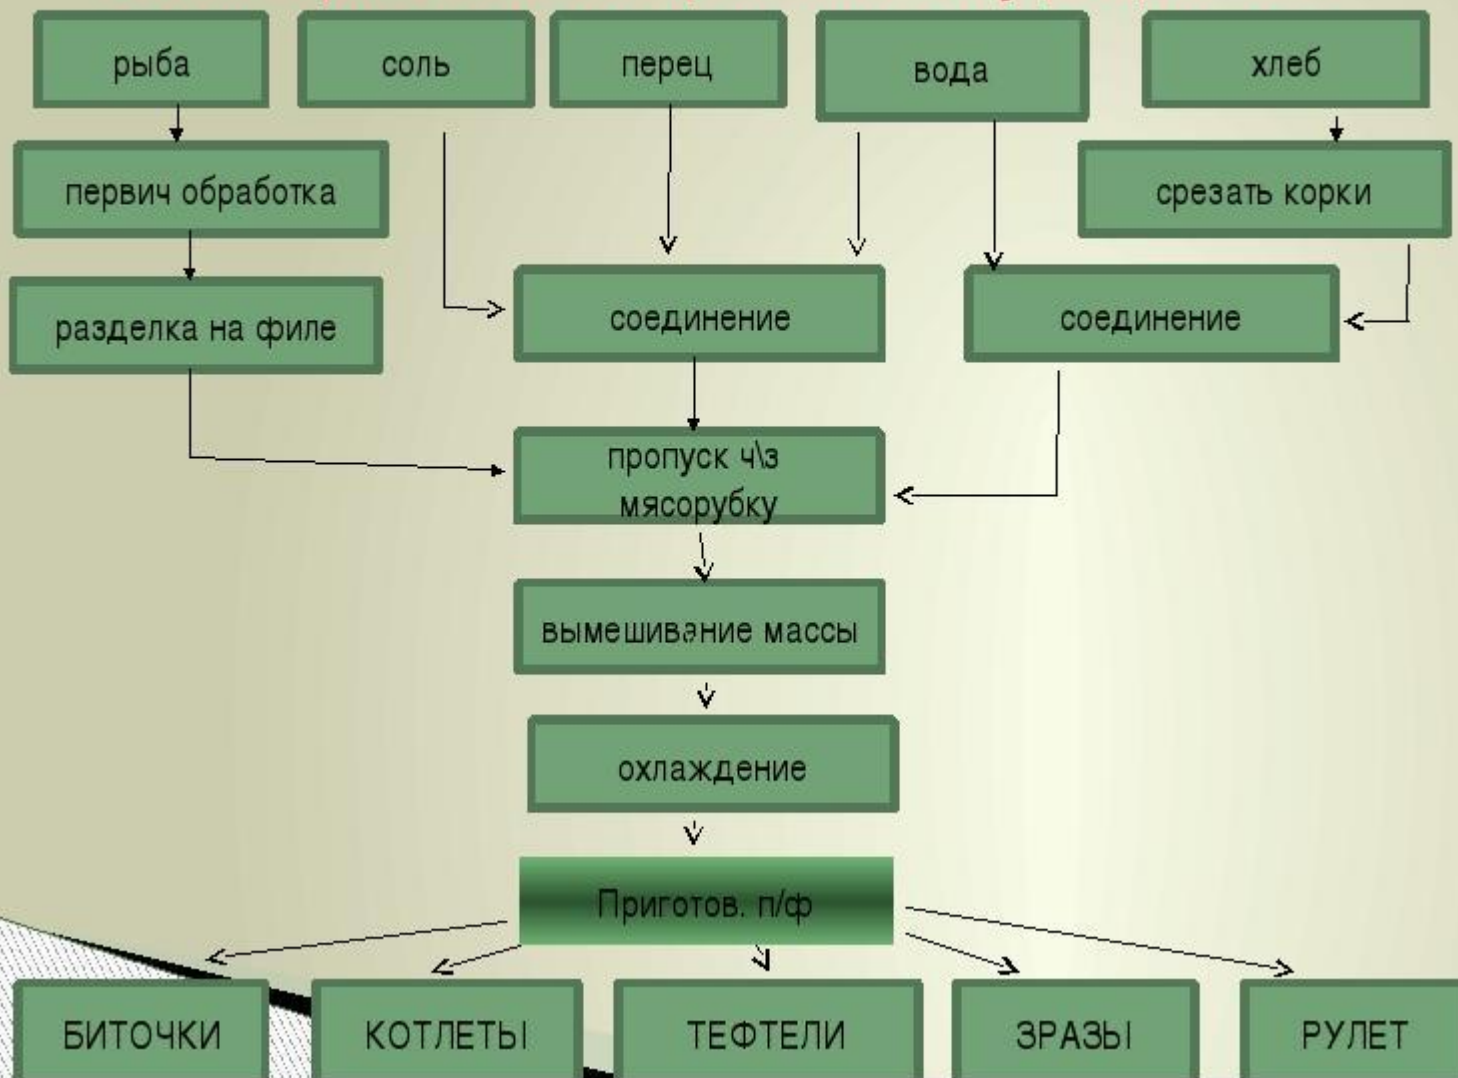 рыба
соль
перец
вода
хлеб
первич обработка
срезать корки
разделка на филе
соединение
соединение
пропуск ч\з
мясорубку
вымешивание массы
охлаждение
Приготов. п/ф
БИТОЧКИ
КОТЛЕТЫ
ТЕФТЕЛИ
ЗРАЗЫ
РУЛЕТ